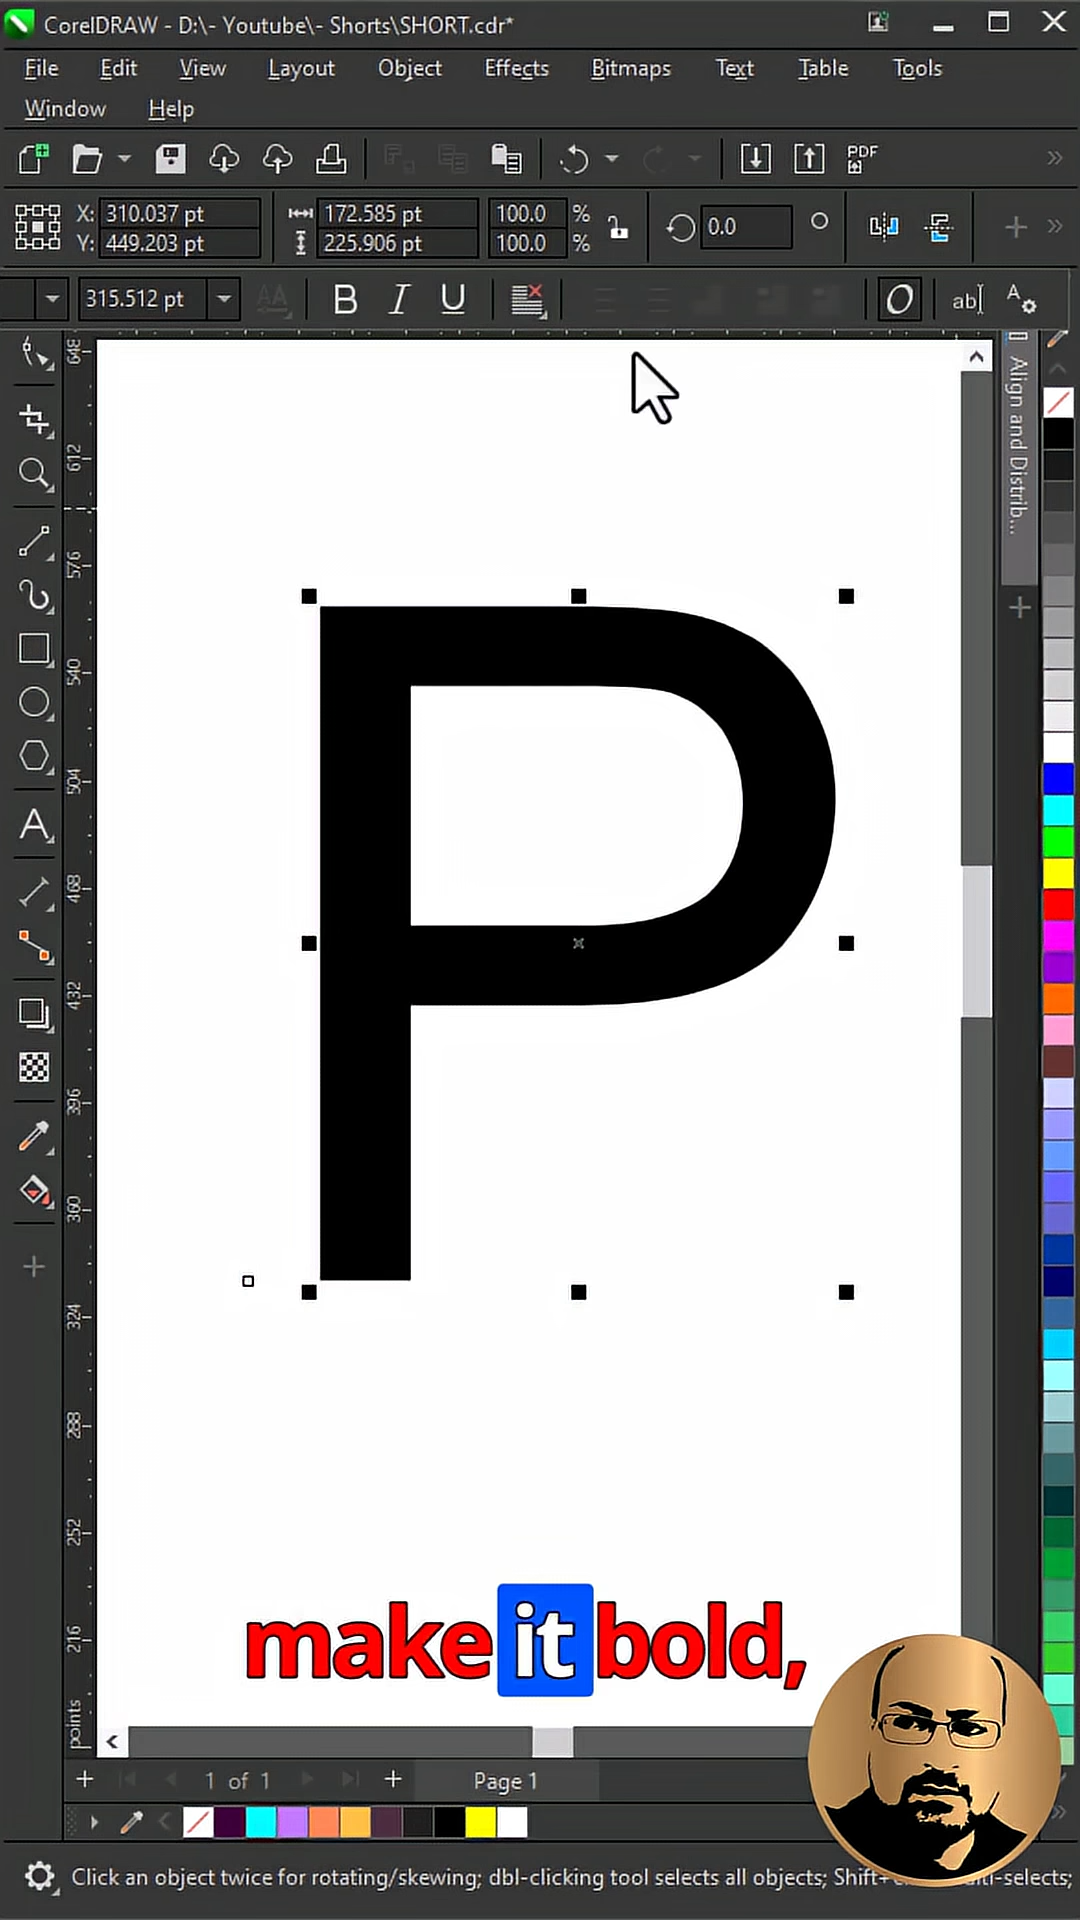 CorelDRAW - D:\- Youtube\- Shorts\SHORT.cdr*
File Edit View Layout Object Effects Bitmaps Text Table Tools
Window Help
PDF
X: 310.037 pt 172.585 pt 100.0 % 0.0 °
Y: 449.203 pt 225.906 pt 100.0 %
315.512 pt AA B I U O ab A
Align and Distrib...
648
612
576
540
504
488
432
396
360
324
288
252
216
points
A
P
make it bold,
1 of 1 Page 1
Click an object twice for rotating/skewing; dbl-clicking tool selects all objects; Shift+